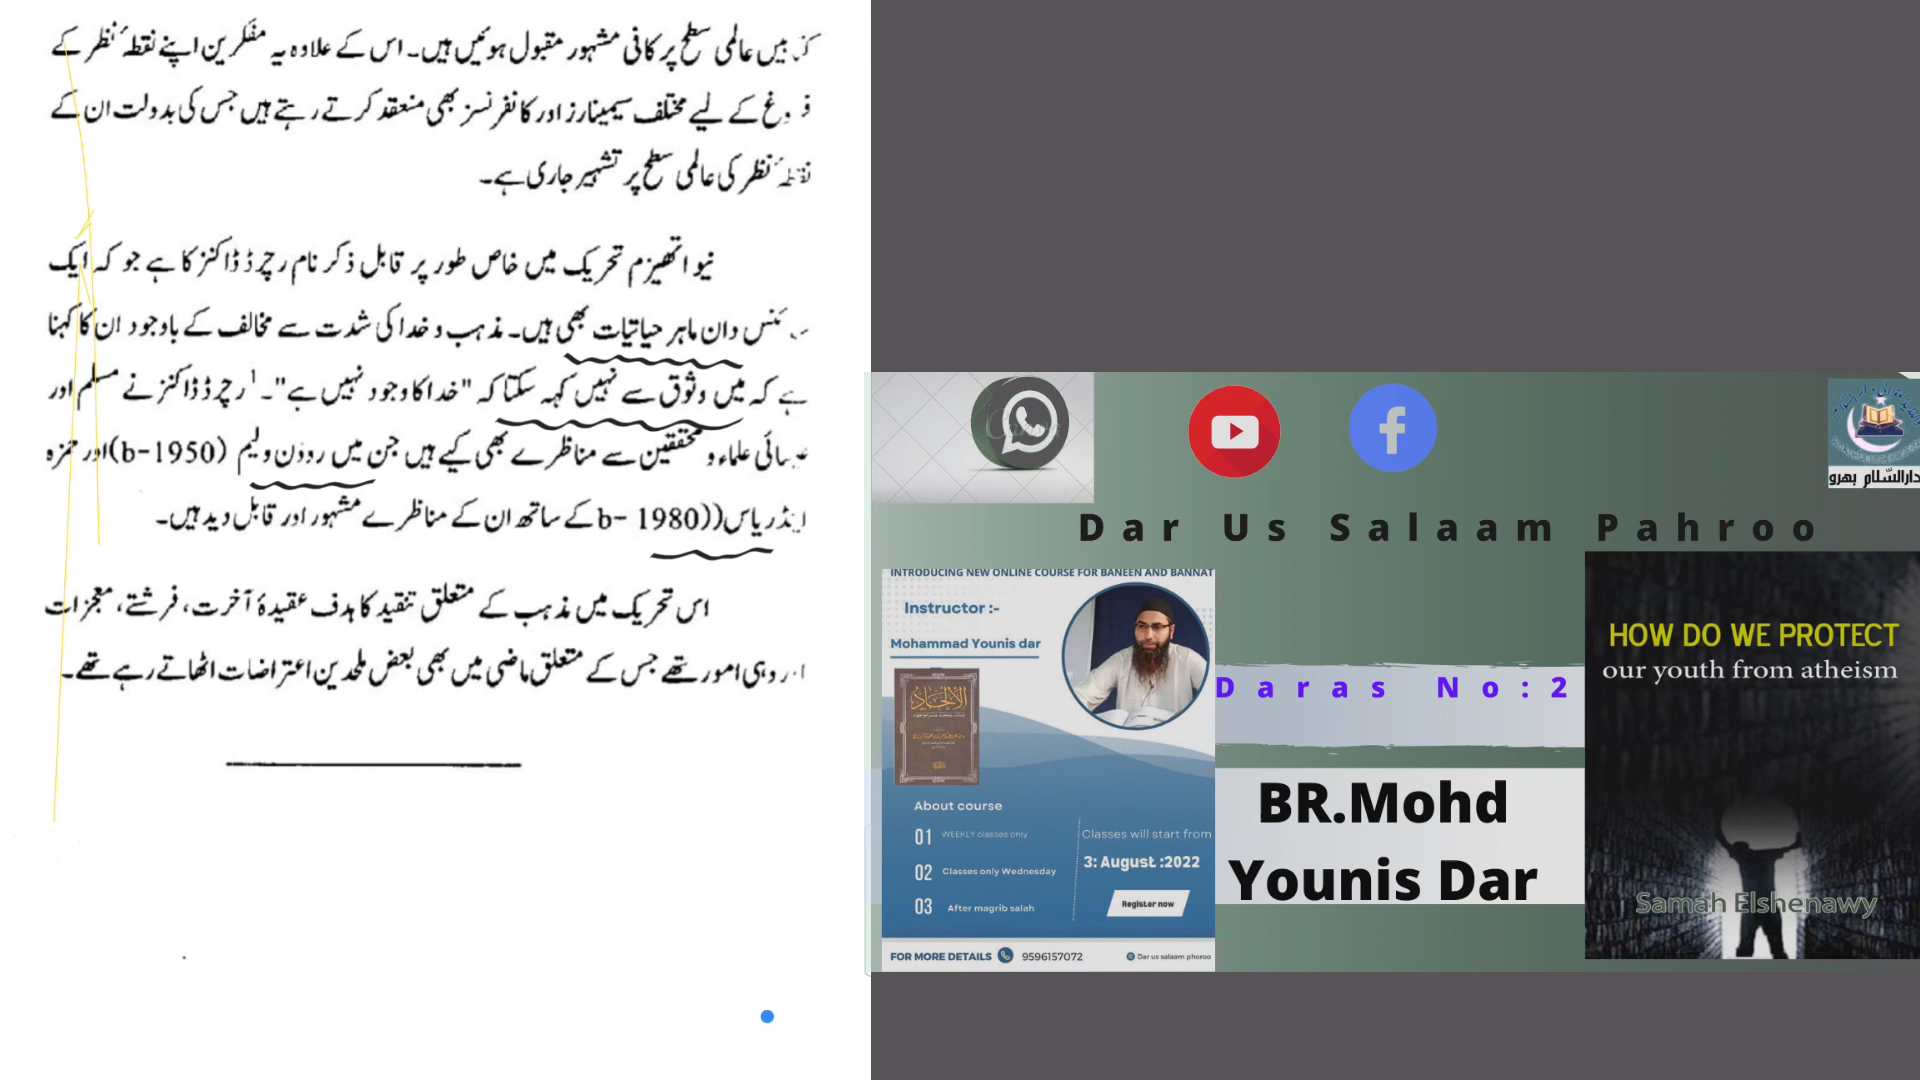 کتابیں عالمی سطح پر کافی مشہور مقبول ہوئیں ہیں۔ اس کے علاوہ یہ مفکرین اپنے نقطۂ نظر کے
فروغ کے لیے مختلف سیمینارز اور کانفرنسز بھی منعقد کرتے رہتے ہیں جس کی بدولت ان کے
نقطۂ نظر کی عالمی سطح پر تشہیر جاری ہے۔
نیو اتھیزم تحریک میں خاص طور پر قابل ذکر نام رچرڈ ڈاکنز کا ہے جو کہ ایک
سائنس دان ماہر حیاتیات بھی ہیں۔ مذہب و خدا کی شدت سے مخالف کے باوجود ان کا کہنا
ہے کہ میں وثوق سے نہیں کہہ سکتا کہ "خدا کا وجود نہیں ہے"۔¹ رچرڈ ڈاکنز نے مسلم اور
عیسائی علماء و محققین سے مناظرے بھی کیے ہیں جن میں روون ولیم (b-1950) اور حمزہ
اینڈریاس((b- 1980 کے ساتھ ان کے مناظرے مشہور اور قابل دید ہیں۔
اس تحریک میں مذہب کے متعلق تنقید کا ہدف عقیدۂ آخرت، فرشتے، معجزات
اور وہی امور تھے جس کے متعلق ماضی میں بھی بعض ملحدین اعتراضات اٹھاتے رہے تھے۔
دارالسّلام پھرو
Dar Us Salaam Pahroo
INTRODUCING NEW ONLINE COURSE FOR BANEEN AND BANNAT
Instructor :-
Mohammad Younis dar
الإلحاد
About course
01 WEEKLY classes only
02 Classes only Wednesday
03 After magrib salah
Classes will start from
3: August :2022
Register now
FOR MORE DETAILS 9596157072
Dar us salaam phoroo
Daras No:2
BR.Mohd
Younis Dar
HOW DO WE PROTECT
our youth from atheism
Samah Elshenawy